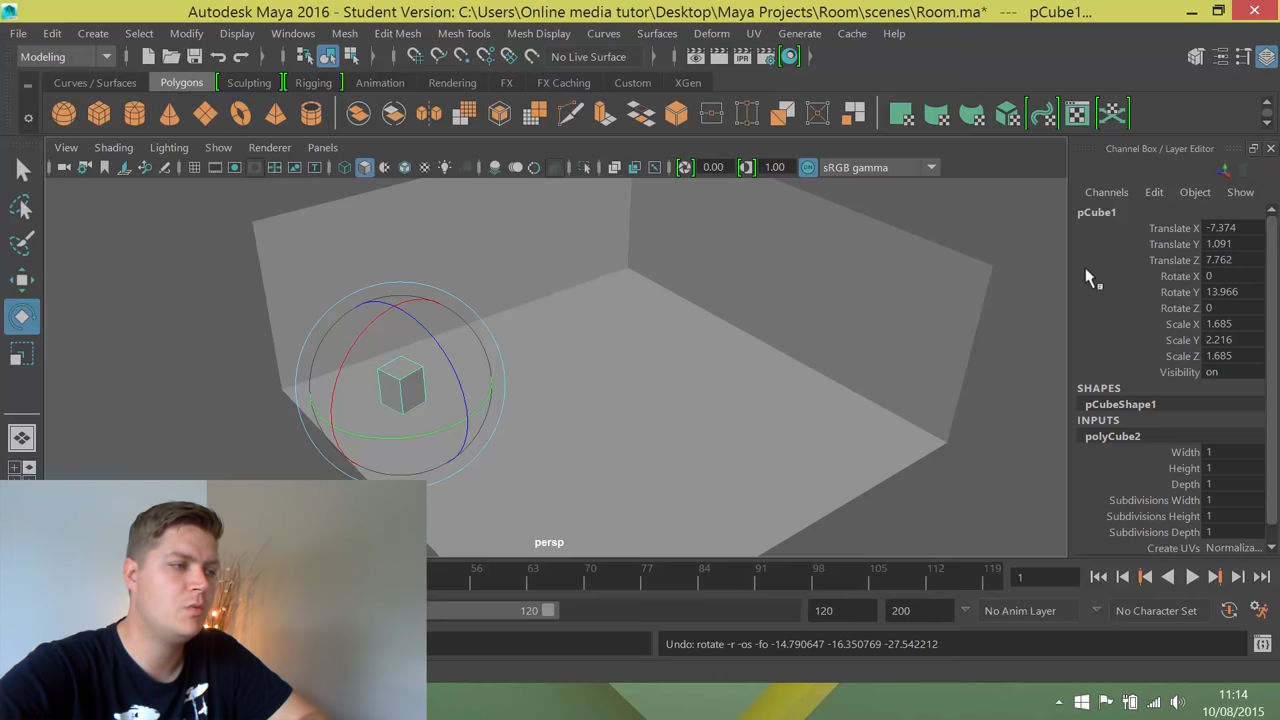 Autodesk Maya 2016 - Student Version: C:\Users\Online media tutor\Desktop\Maya Projects\Room\scenes\Room.ma* --- pCube1...
File Edit Create Select Modify Display Windows Mesh Edit Mesh Mesh Tools Mesh Display Curves Surfaces Deform UV Generate Cache Help
Modeling
No Live Surface
Curves / Surfaces Polygons Sculpting Rigging Animation Rendering FX FX Caching Custom XGen
View Shading Lighting Show Renderer Panels
0.00 1.00 sRGB gamma
Channel Box / Layer Editor
Channels Edit Object Show
pCube1
Translate X -7.374
Translate Y 1.091
Translate Z 7.762
Rotate X 0
Rotate Y 13.966
Rotate Z 0
Scale X 1.685
Scale Y 2.216
Scale Z 1.685
Visibility on
SHAPES
pCubeShape1
INPUTS
polyCube2
Width 1
Height 1
Depth 1
Subdivisions Width 1
Subdivisions Height 1
Subdivisions Depth 1
Create UVs Normaliza...
persp
56 63 70 77 84 91 98 105 112 119
1
120 120 200 No Anim Layer No Character Set
Undo: rotate -r -os -fo -14.790647 -16.350769 -27.542212
11:14
10/08/2015